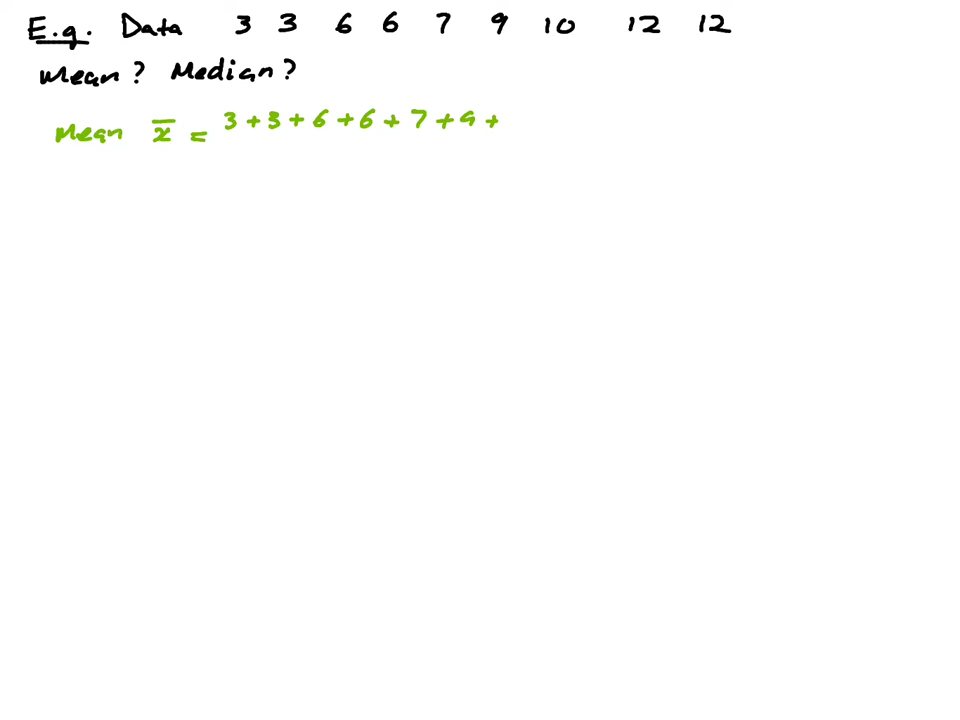 E.g. Data 3 3 6 6 7 9 10 12 12
Mean? Median?
Mean x̄ = 3+3+6+6+7+9+